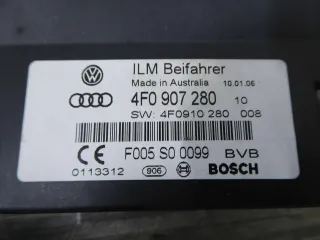 ILM Beifahrer
Made in Australia 10.01.06
4F0 907 280 10
SW: 4F0910 280 008
F005 S0 0099 BVB
0113312 906 BOSCH